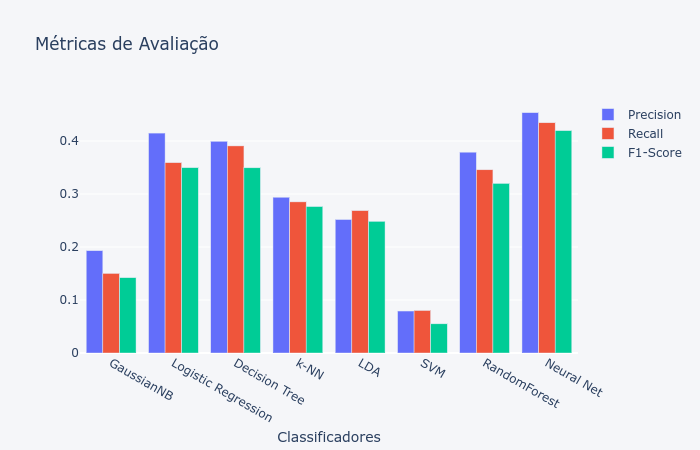 Métricas de Avaliação
Precision
Recall
F1-Score
0.4
0.3
0.2
0.1
0
GaussianNB
Logistic Regression
Decision Tree
k-NN
LDA
SVM
RandomForest
Neural Net
Classificadores